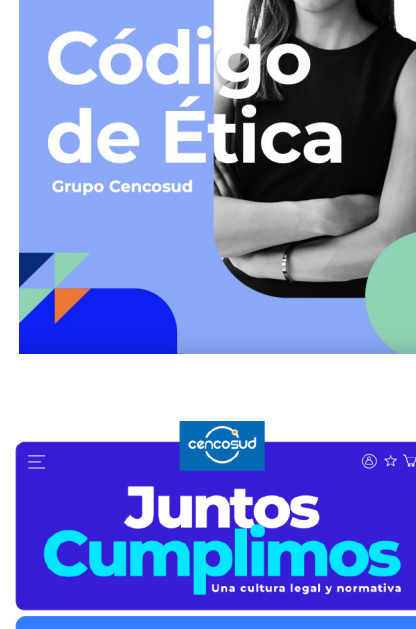 Código
de Ética
Grupo Cencosud
cencosud
Juntos
Cumplimos
Una cultura legal y normativa